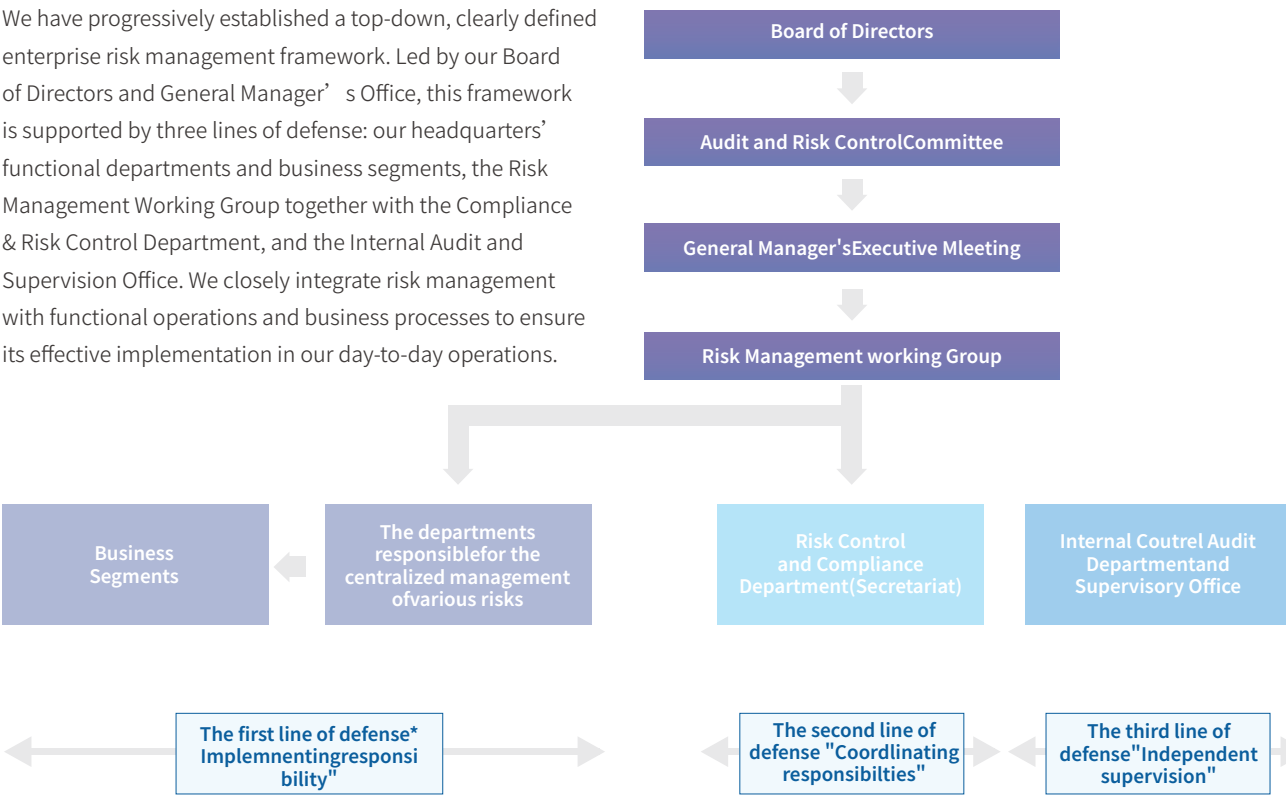 We have progressively established a top-down, clearly defined
enterprise risk management framework. Led by our Board
of Directors and General Manager’ s Office, this framework
is supported by three lines of defense: our headquarters’
functional departments and business segments, the Risk
Management Working Group together with the Compliance
& Risk Control Department, and the Internal Audit and
Supervision Office. We closely integrate risk management
with functional operations and business processes to ensure
its effective implementation in our day-to-day operations.
Board of Directors
Audit and Risk ControlCommittee
General Manager'sExecutive Mleeting
Risk Management working Group
Business
Segments
The departments
responsiblefor the
centralized management
ofvarious risks
Risk Control
and Compliance
Department(Secretariat)
Internal Coutrel Audit
Departmentand
Supervisory Office
The first line of defense*
Implemnentingresponsi
bility"
The second line of
defense "Coordlinating
responsibilties"
The third line of
defense"Independent
supervision"